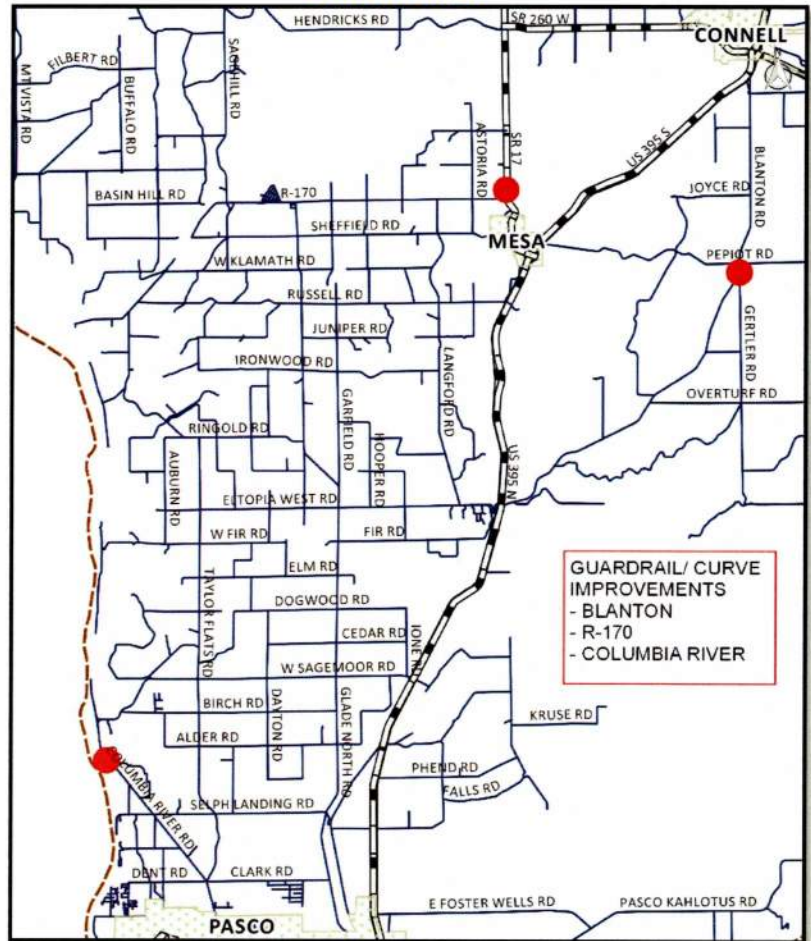 HENDRICKS RD
SR 260 W
CONNELL
FILBERT RD
MT VISTA RD
BUFFALO RD
SAGEHILL RD
ASTORIA RD
SR 17
US 395 S
BLANTON RD
BASIN HILL RD
R-170
JOYCE RD
SHEFFIELD RD
MESA
PEPIOT RD
W KLAMATH RD
RUSSELL RD
GERTLER RD
JUNIPER RD
IRONWOOD RD
LANGFORD RD
OVERTURF RD
GARFIELD RD
RINGOLD RD
HOOPER RD
AUBURN RD
US 395 N
ELTOPIA WEST RD
W FIR RD
FIR RD
ELM RD
GUARDRAIL/ CURVE
IMPROVEMENTS
- BLANTON
- R-170
- COLUMBIA RIVER
TAYLOR FLATS RD
DOGWOOD RD
CEDAR RD
IONE RD
W SAGEMOOR RD
BIRCH RD
DAYTON RD
GLADE NORTH RD
KRUSE RD
ALDER RD
COLUMBIA RIVER RD
PHEND RD
FALLS RD
SELPH LANDING RD
DENT RD
CLARK RD
E FOSTER WELLS RD
PASCO KAHLOTUS RD
PASCO